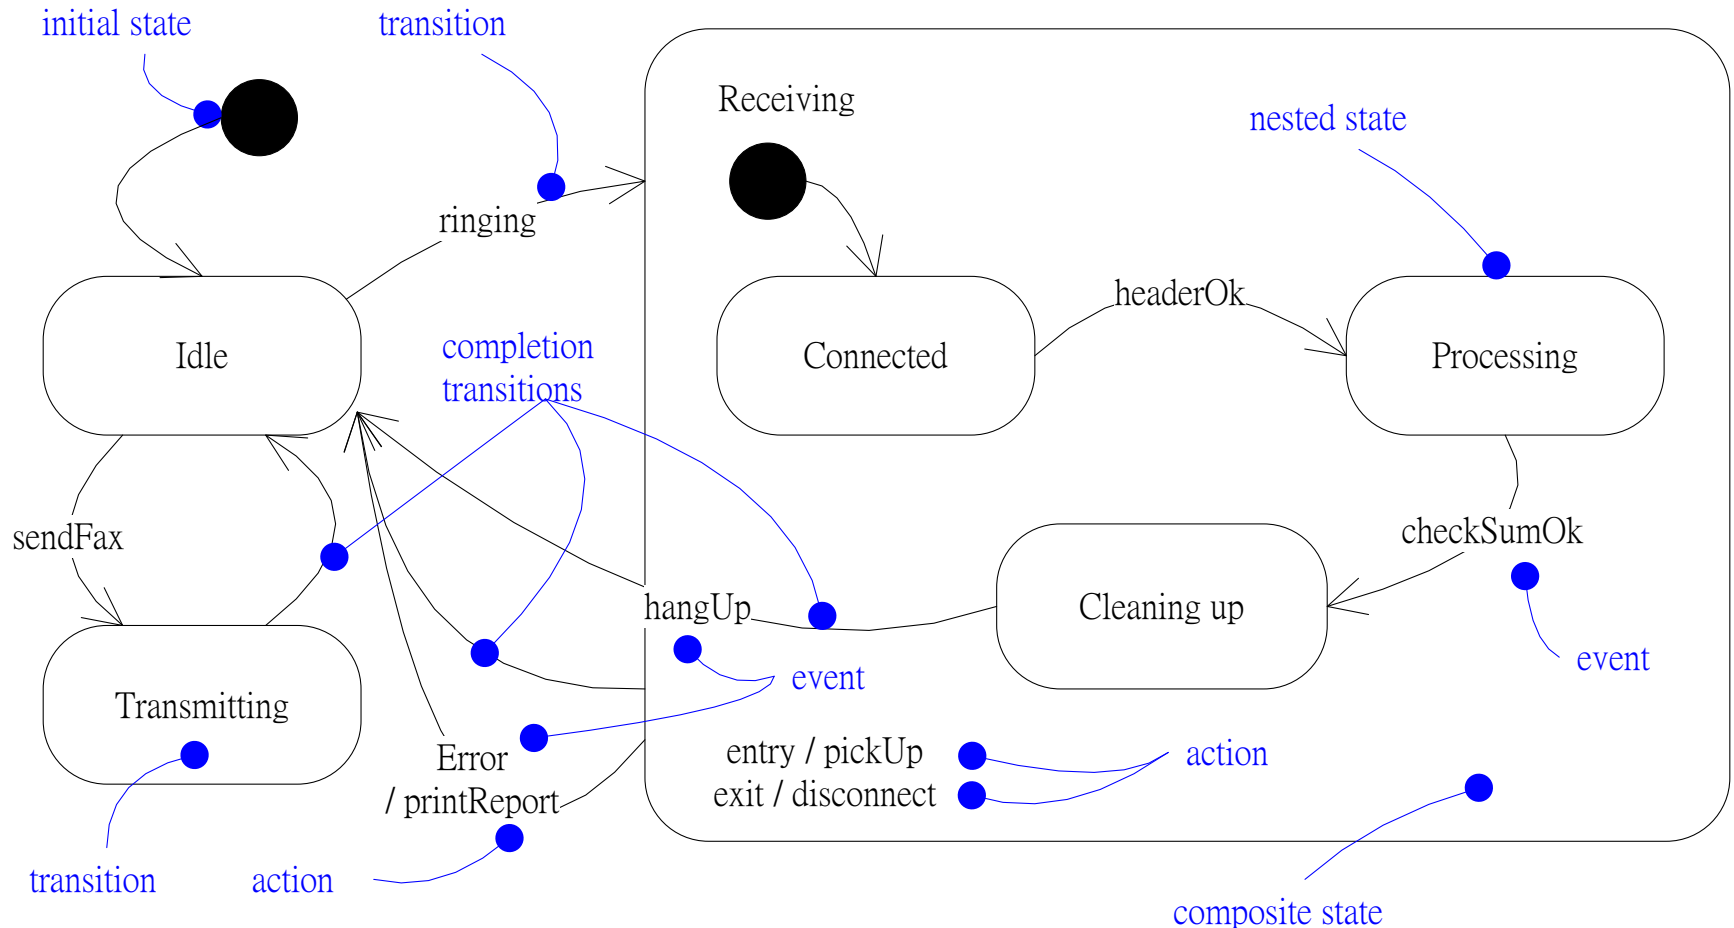 initial state
transition
Receiving
nested state
ringing
headerOk
Idle
completion
transitions
Connected
Processing
sendFax
checkSumOk
hangUp
Cleaning up
event
event
Transmitting
Error
/ printReport
entry / pickUp
exit / disconnect
action
transition
action
composite state